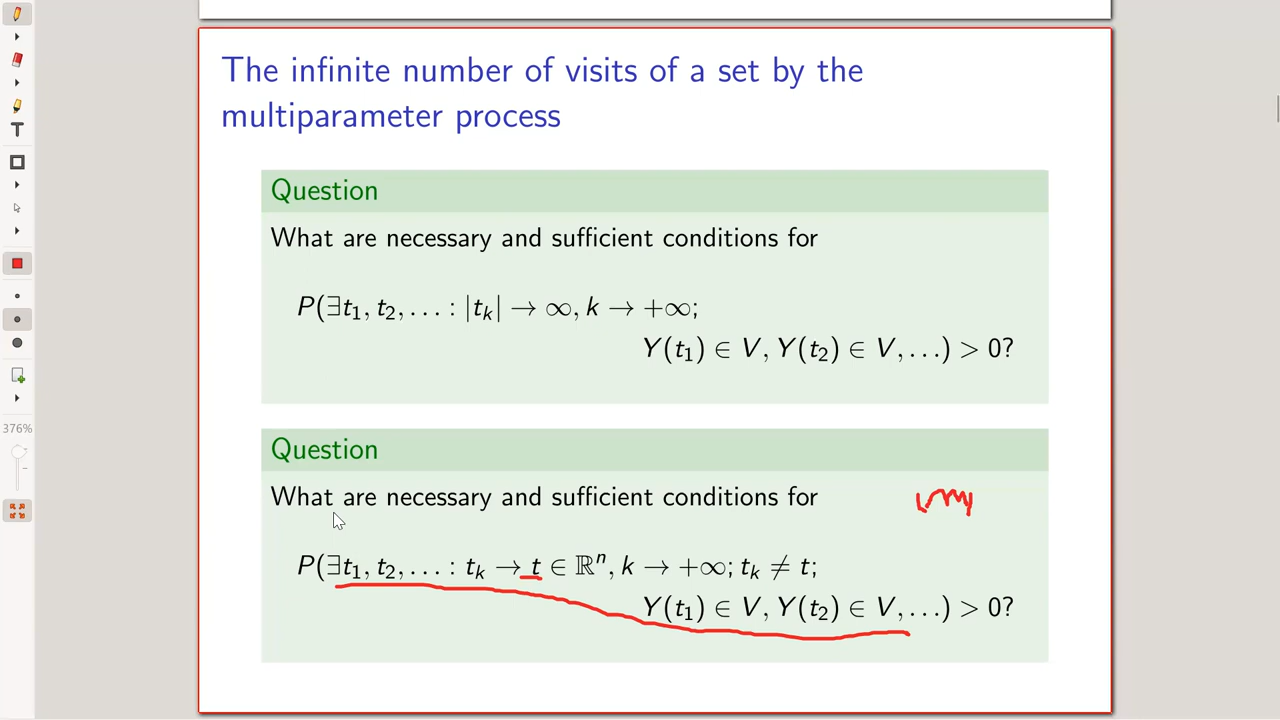 The infinite number of visits of a set by the
multiparameter process
Question
What are necessary and sufficient conditions for
P(∃t₁, t₂, . . . : |tₖ| → ∞, k → +∞;
Y(t₁) ∈ V, Y(t₂) ∈ V, . . .) > 0?
Question
What are necessary and sufficient conditions for
P(∃t₁, t₂, . . . : tₖ → t ∈ ℝⁿ, k → +∞; tₖ ≠ t;
Y(t₁) ∈ V, Y(t₂) ∈ V, . . .) > 0?
376%